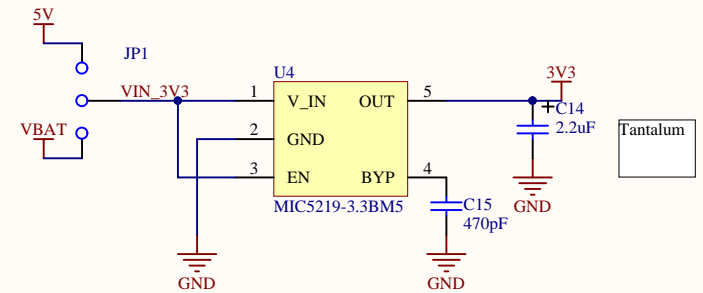 5V
JP1
VIN_3V3
VBAT
U4
1 V_IN OUT 5
2 GND
3 EN BYP 4
MIC5219-3.3BM5
3V3
+ C14
2.2uF
Tantalum
C15
470pF
GND
GND
GND